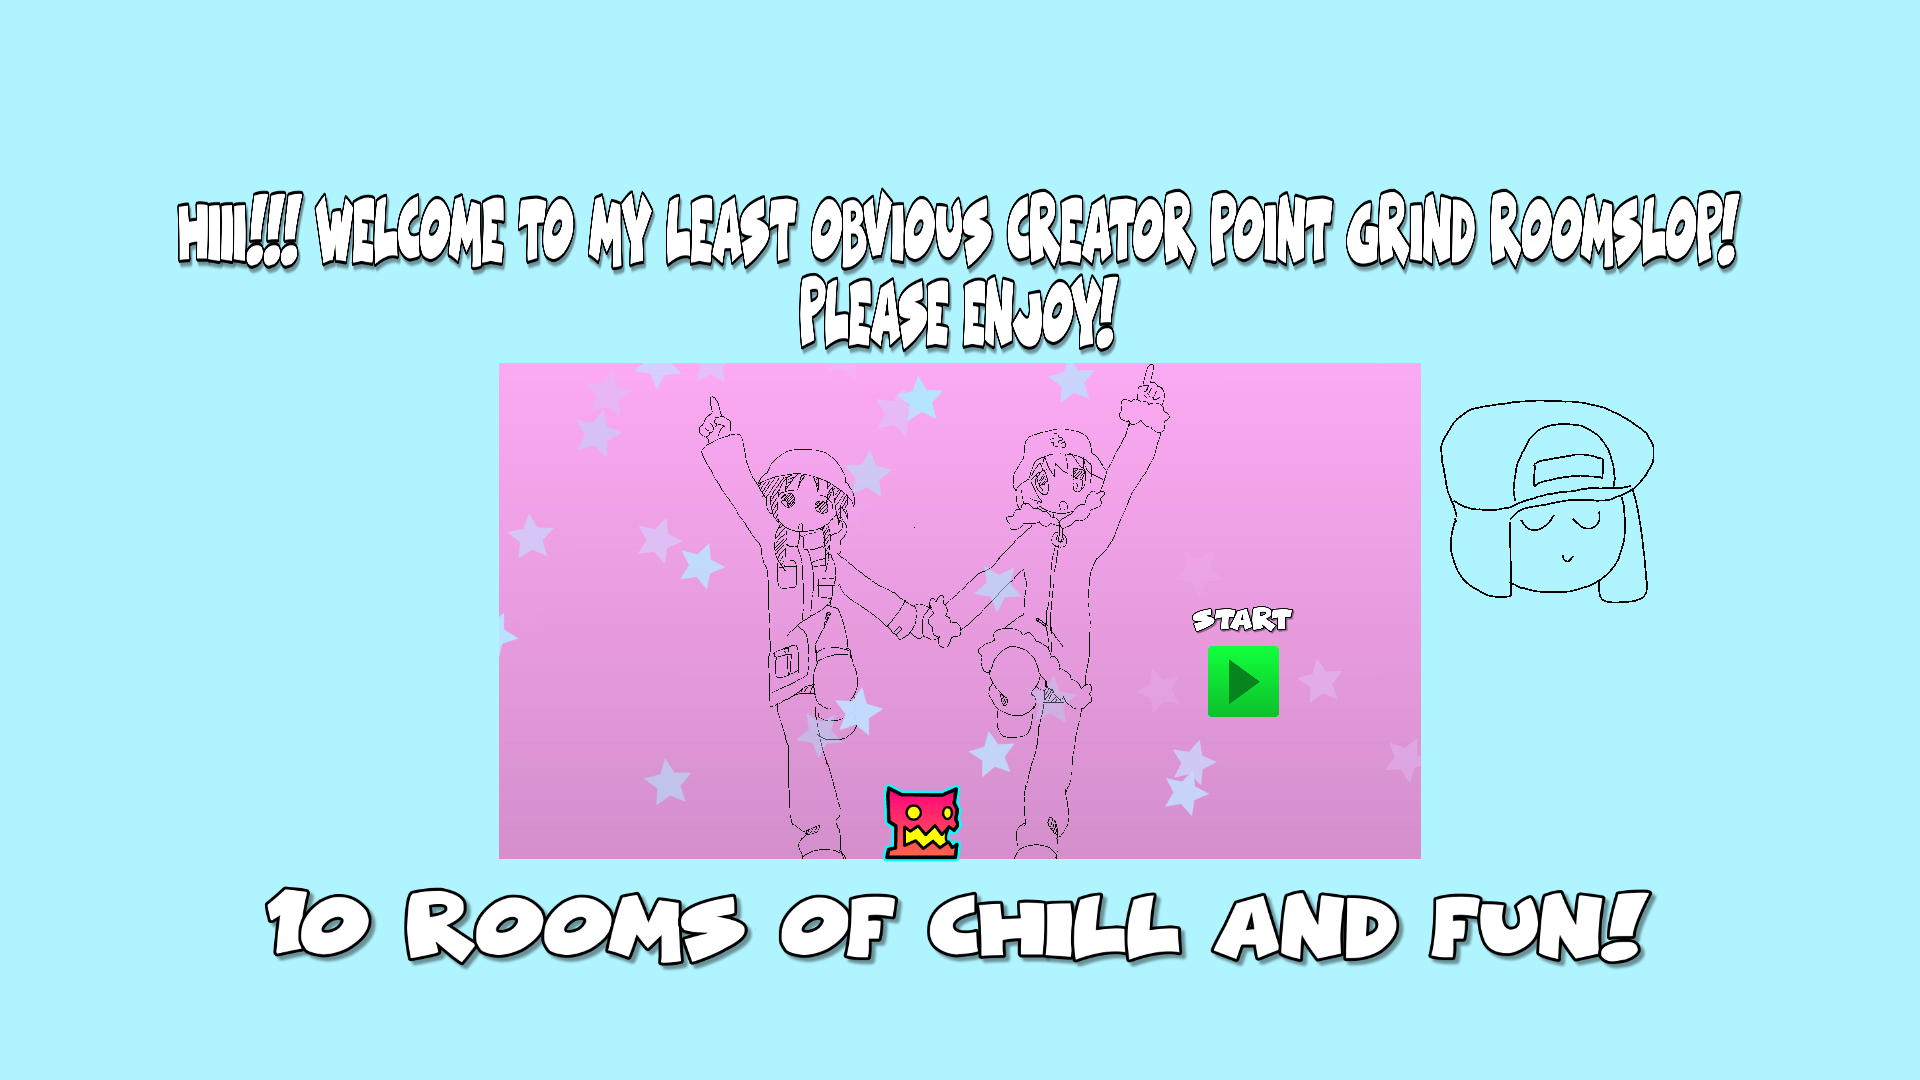 HIII!!! WELCOME TO MY LEAST OBVIOUS CREATOR POINT GRIND ROOMSLOP!
PLEASE ENJOY!
START
10 ROOMS OF CHILL AND FUN!